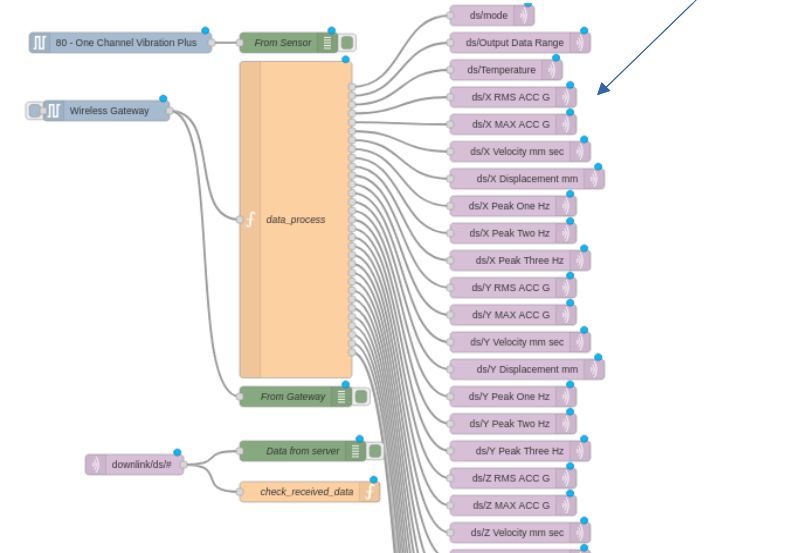 80 - One Channel Vibration Plus
From Sensor
Wireless Gateway
data_process
From Gateway
downlink/ds/#
Data from server
check_received_data
ds/mode
ds/Output Data Range
ds/Temperature
ds/X RMS ACC G
ds/X MAX ACC G
ds/X Velocity mm sec
ds/X Displacement mm
ds/X Peak One Hz
ds/X Peak Two Hz
ds/X Peak Three Hz
ds/Y RMS ACC G
ds/Y MAX ACC G
ds/Y Velocity mm sec
ds/Y Displacement mm
ds/Y Peak One Hz
ds/Y Peak Two Hz
ds/Y Peak Three Hz
ds/Z RMS ACC G
ds/Z MAX ACC G
ds/Z Velocity mm sec